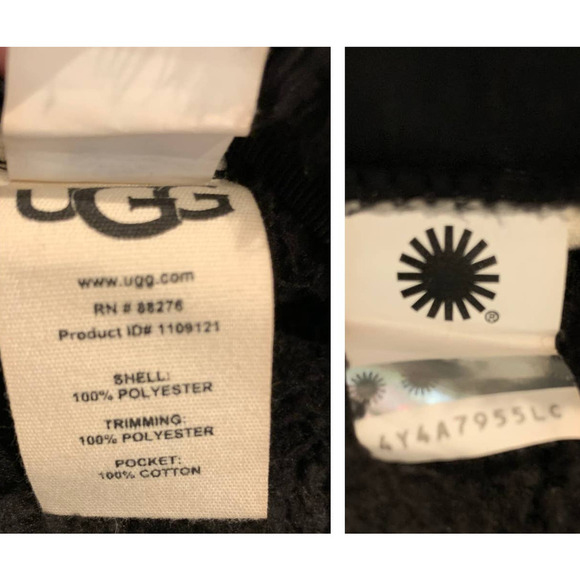 UGG
www.ugg.com
RN # 88276
Product ID# 1109121
SHELL:
100% POLYESTER
TRIMMING:
100% POLYESTER
POCKET:
100% COTTON
®
4Y4A7955LC